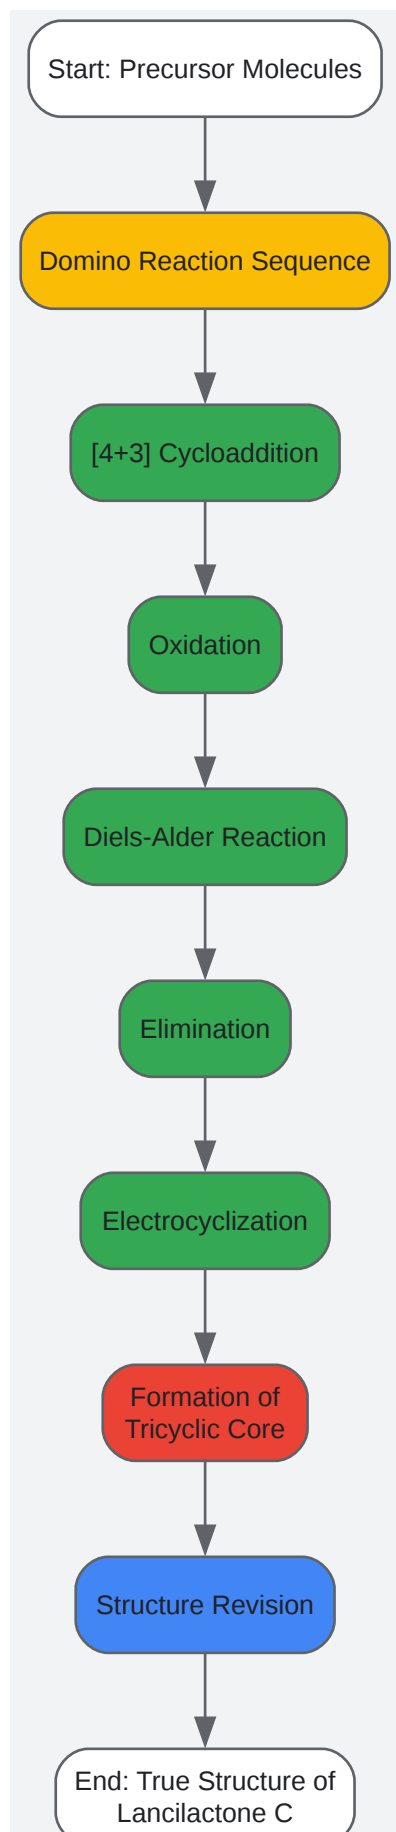 Start: Precursor Molecules
Domino Reaction Sequence
[4+3] Cycloaddition
Oxidation
Diels-Alder Reaction
Elimination
Electrocyclization
Formation of
Tricyclic Core
Structure Revision
End: True Structure of
Lancilactone C